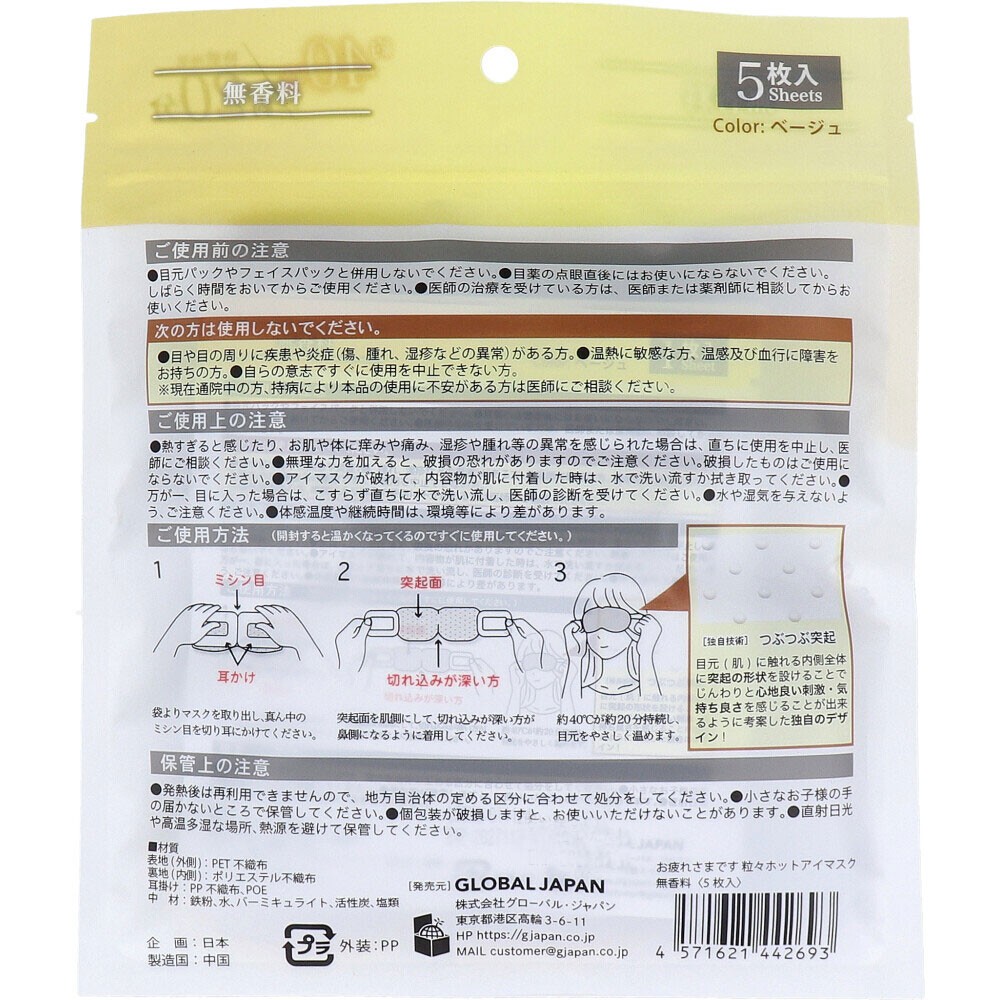 無香料
5枚入
Sheets
Color: ベージュ
ご使用前の注意
●目元パックやフェイスパックと併用しないでください。●目薬の点眼直後にはお使いにならないでください。
しばらく時間をおいてからご使用ください。●医師の治療を受けている方は、医師または薬剤師に相談してからお
使いください。
次の方は使用しないでください。
●目や目の周りに疾患や炎症(傷、腫れ、湿疹などの異常)がある方。●温熱に敏感な方、温感及び血行に障害を
お持ちの方。●自らの意志ですぐに使用を中止できない方。
※現在通院中の方、持病により本品の使用に不安がある方は医師にご相談ください。
ご使用上の注意
●熱すぎると感じたり、お肌や体に痒みや痛み、湿疹や腫れ等の異常を感じられた場合は、直ちに使用を中止し、医
師にご相談ください。●無理な力を加えると、破損の恐れがありますのでご注意ください。破損したものはご使用に
ならないでください。●アイマスクが破れて、内容物が肌に付着した時は、水で洗い流すか拭き取ってください。●
万が一、目に入った場合は、こすらず直ちに水で洗い流し、医師の診断を受けてください。●水や湿気を与えないよ
う、ご注意ください。●体感温度や継続時間は、環境等により差があります。
ご使用方法 (開封すると温かくなってくるのですぐに使用してください。)
1
ミシン目
耳かけ
袋よりマスクを取り出し、真ん中の
ミシン目を切り耳にかけてください。
2
突起面
切れ込みが深い方
突起面を肌側にして、切れ込みが深い方が
鼻側になるように着用してください。
3
約40℃が約20分持続し、
目元をやさしく温めます。
[独自技術] つぶつぶ突起
目元(肌)に触れる内側全体
に突起の形状を設けることで
じんわりと心地良い刺激・気
持ち良さを感じることが出来
るように考案した独自のデザ
イン!
保管上の注意
●発熱後は再利用できませんので、地方自治体の定める区分に合わせて処分をしてください。●小さなお子様の手
の届かないところで保管してください。●個包装が破損しますと、お使いいただけないことがあります。●直射日光
や高温多湿な場所、熱源を避けて保管してください。
■材質
表地(外側):PET不織布
裏地(内側):ポリエステル不織布
耳掛け:PP不織布、POE
中 材:鉄粉、水、バーミキュライト、活性炭、塩類
企 画:日本
製造国:中国
プラ
外装:PP
[発売元] GLOBAL JAPAN
株式会社グローバル・ジャパン
東京都港区高輪3-6-11
HP https://gjapan.co.jp
MAIL customer@gjapan.co.jp
お疲れさまです 粒々ホットアイマスク
無香料〈5枚入〉
4 571621 442693